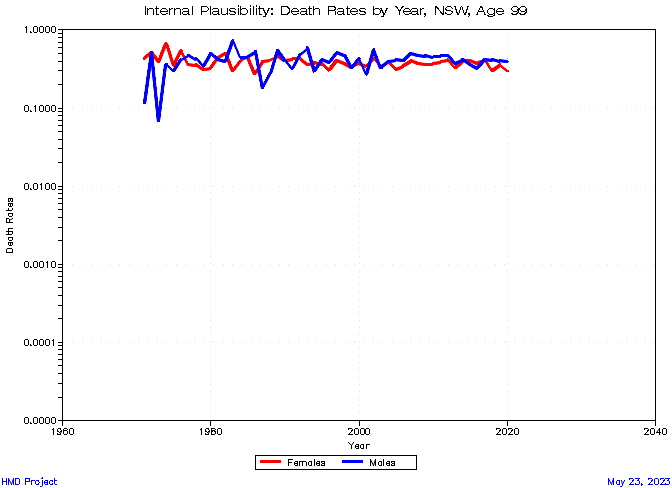 Internal Plausibility: Death Rates by Year, NSW, Age 99
1.0000
0.1000
0.0100
0.0010
0.0001
0.0000
Death Rates
1960
1980
2000
2020
2040
Year
Females
Males
HMD Project
May 23, 2023